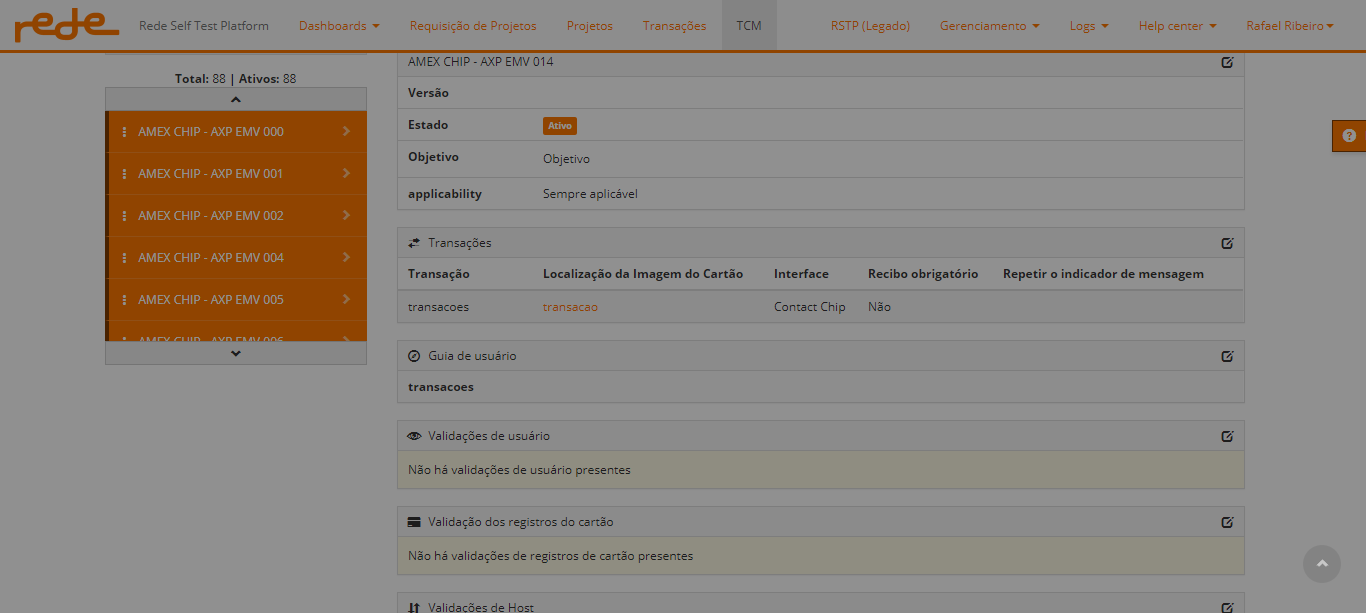 rede Rede Self Test Platform Dashboards Requisição de Projetos Projetos Transações TCM RSTP (Legado) Gerenciamento Logs Help center Rafael Ribeiro
Total: 88 | Ativos: 88
AMEX CHIP - AXP EMV 000
AMEX CHIP - AXP EMV 001
AMEX CHIP - AXP EMV 002
AMEX CHIP - AXP EMV 004
AMEX CHIP - AXP EMV 005
AMEX CHIP - AXP EMV 006
AMEX CHIP - AXP EMV 014
Versão
Estado Ativo
Objetivo Objetivo
applicability Sempre aplicável
Transações
Transação Localização da Imagem do Cartão Interface Recibo obrigatório Repetir o indicador de mensagem
transacoes transacao Contact Chip Não
Guia de usuário
transacoes
Validações de usuário
Não há validações de usuário presentes
Validação dos registros do cartão
Não há validações de registros de cartão presentes
Validações de Host